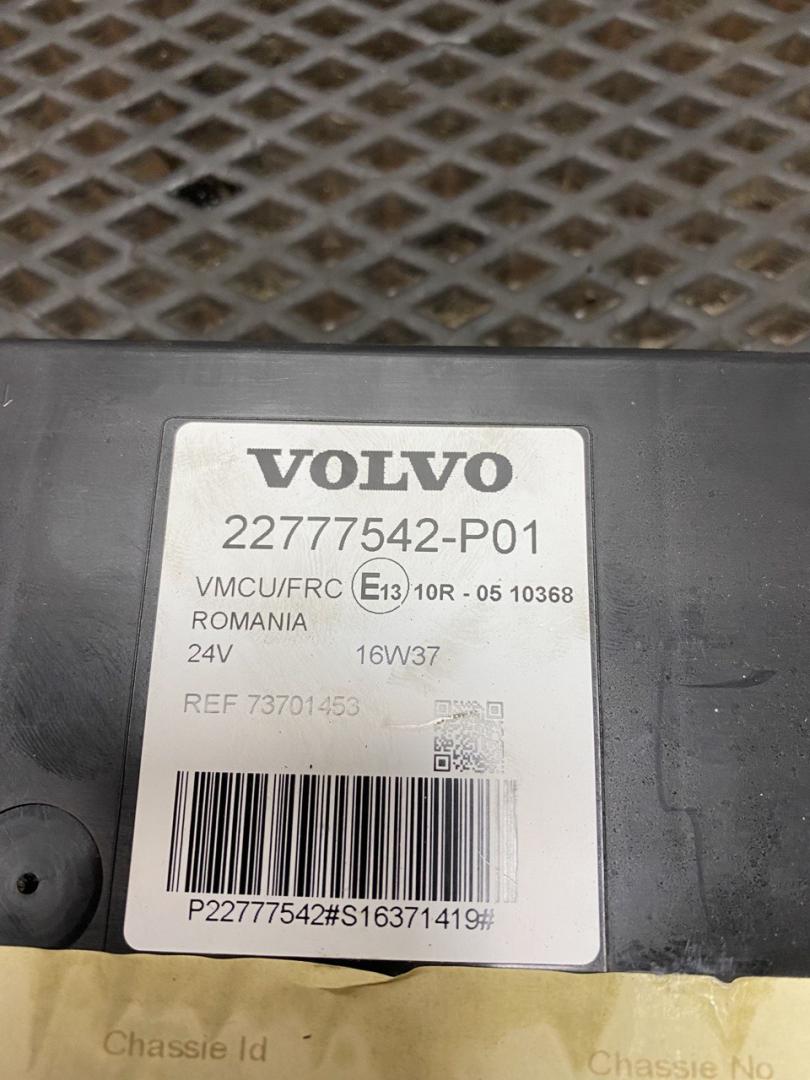 VOLVO
22777542-P01
VMCU/FRC E13 10R - 05 10368
ROMANIA
24V 16W37
REF 73701453
P22777542#S16371419#
Chassie Id
Chassie No